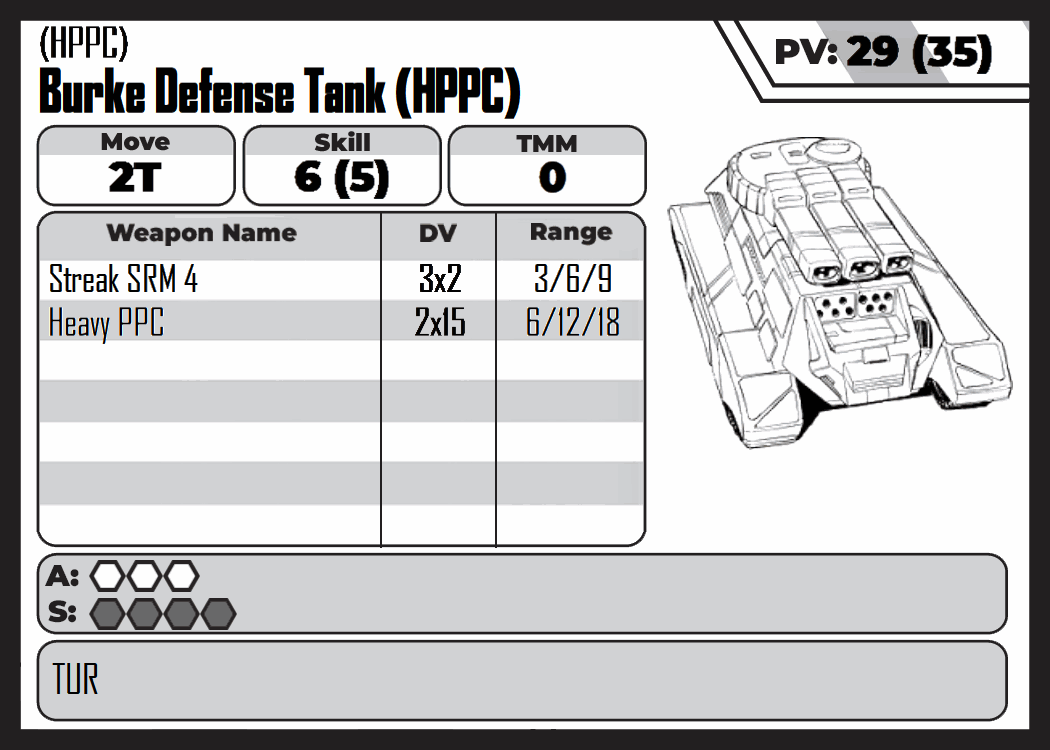 (HPPC)
PV: 29 (35)
Burke Defense Tank (HPPC)
Move Skill TMM
2T 6 (5) 0
Weapon Name DV Range
Streak SRM 4 3x2 3/6/9
Heavy PPC 2x15 6/12/18
A:
S:
TUR